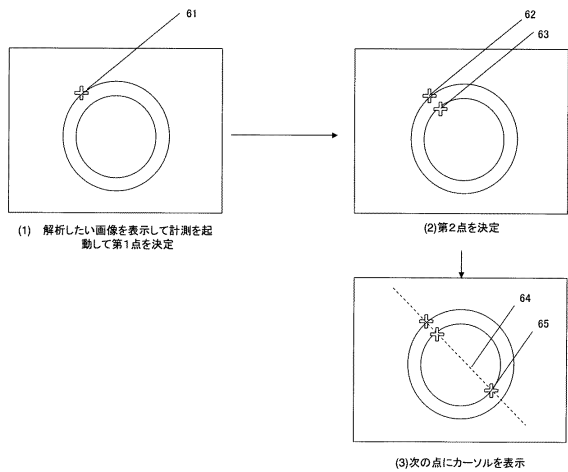 61
62
63
(1) 解析したい画像を表示して計測を起
動して第1点を決定
(2)第2点を決定
64
65
(3)次の点にカーソルを表示